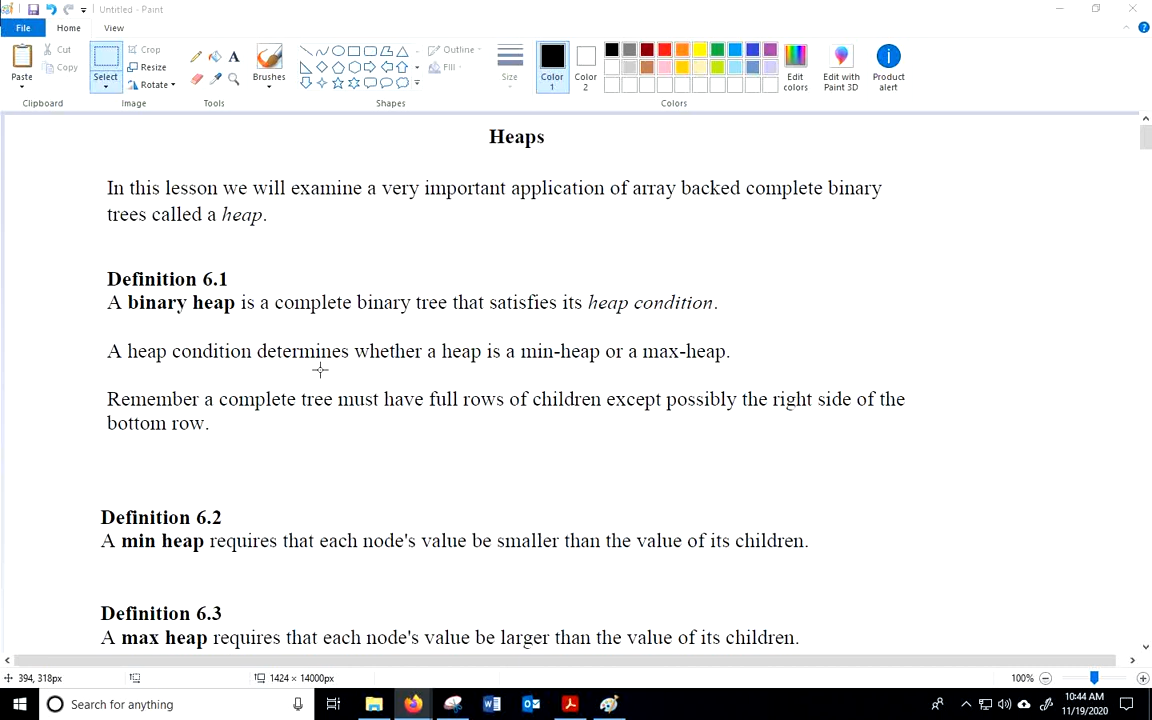 Untitled - Paint
File
Home
View
Paste
Cut
Copy
Clipboard
Select
Crop
Resize
Rotate
Image
A
Tools
Brushes
Shapes
Outline
Fill
Size
Color 1
Color 2
Edit colors
Colors
Edit with Paint 3D
Product alert
Heaps
In this lesson we will examine a very important application of array backed complete binary
trees called a heap.
Definition 6.1
A binary heap is a complete binary tree that satisfies its heap condition.
A heap condition determines whether a heap is a min-heap or a max-heap.
Remember a complete tree must have full rows of children except possibly the right side of the
bottom row.
Definition 6.2
A min heap requires that each node's value be smaller than the value of its children.
Definition 6.3
A max heap requires that each node's value be larger than the value of its children.
394, 318px
1424 × 14000px
100%
Search for anything
10:44 AM
11/19/2020